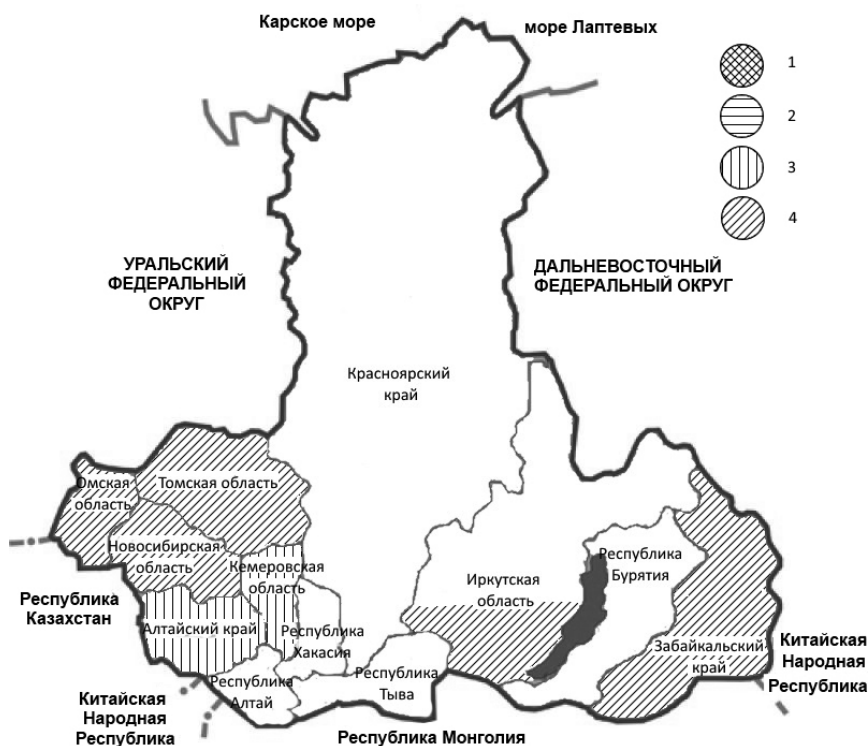 Карское море
море Лаптевых
1
2
3
4
УРАЛЬСКИЙ
ФЕДЕРАЛЬНЫЙ
ОКРУГ
ДАЛЬНЕВОСТОЧНЫЙ
ФЕДЕРАЛЬНЫЙ ОКРУГ
Красноярский
край
Омская
область
Томская область
Новосибирская
область
Кемеровская
область
Республика
Бурятия
Иркутская
область
Республика
Казахстан
Алтайский край
Республика
Хакасия
Забайкальский
край
Китайская
Народная
Республика
Республика
Алтай
Республика
Тыва
Китайская
Народная
Республика
Республика Монголия